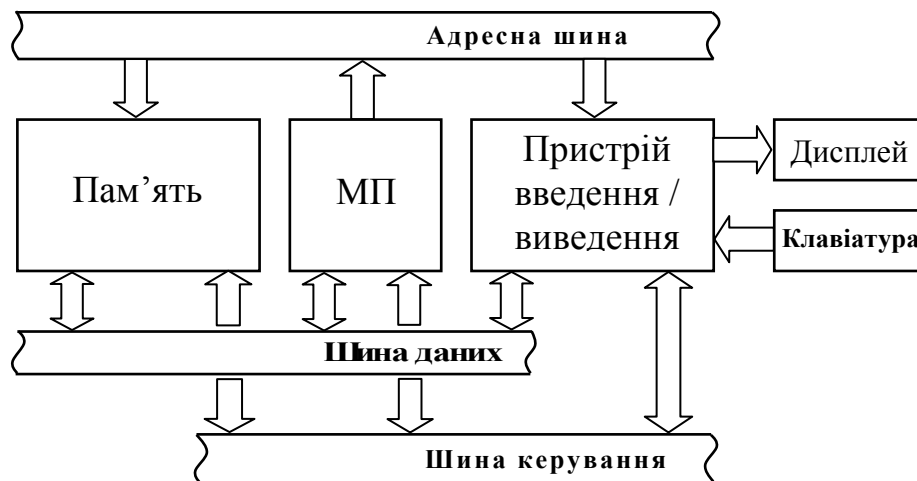 Адресна шина
Пам’ять
МП
Пристрій
введення /
виведення
Дисплей
Клавіатура
Шина даних
Шина керування